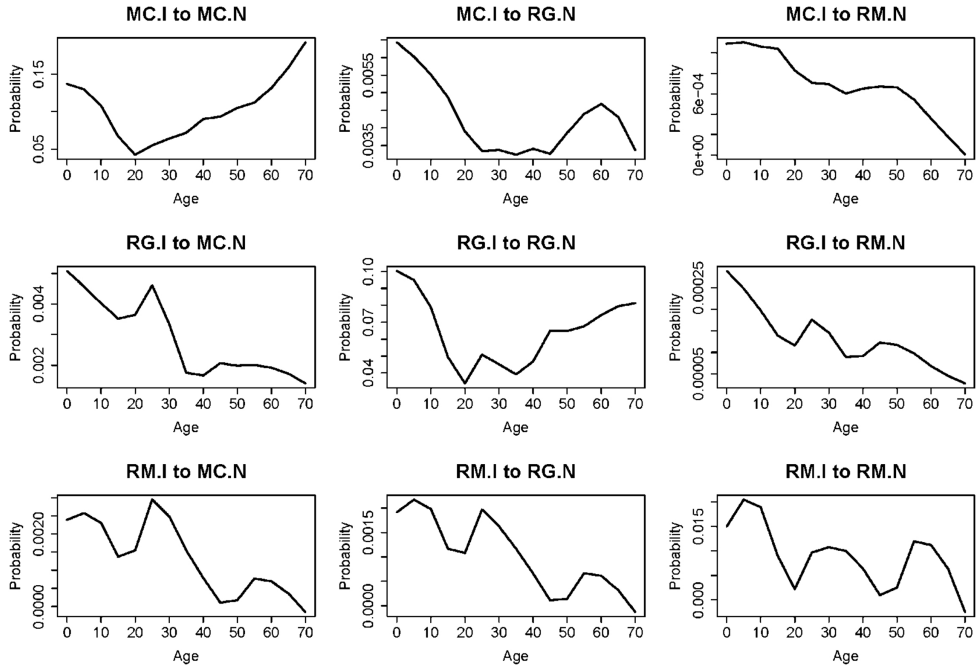 MC.I to MC.N
Probability
0.05
0.15
0 10 20 30 40 50 60 70
Age
MC.I to RG.N
Probability
0.0035
0.0055
0 10 20 30 40 50 60 70
Age
MC.I to RM.N
Probability
0e+00
6e−04
0 10 20 30 40 50 60 70
Age
RG.I to MC.N
Probability
0.002
0.004
0 10 20 30 40 50 60 70
Age
RG.I to RG.N
Probability
0.04
0.07
0.10
0 10 20 30 40 50 60 70
Age
RG.I to RM.N
Probability
0.00005
0.00025
0 10 20 30 40 50 60 70
Age
RM.I to MC.N
Probability
0.0000
0.0020
0 10 20 30 40 50 60 70
Age
RM.I to RG.N
Probability
0.0000
0.0015
0 10 20 30 40 50 60 70
Age
RM.I to RM.N
Probability
0.000
0.015
0 10 20 30 40 50 60 70
Age